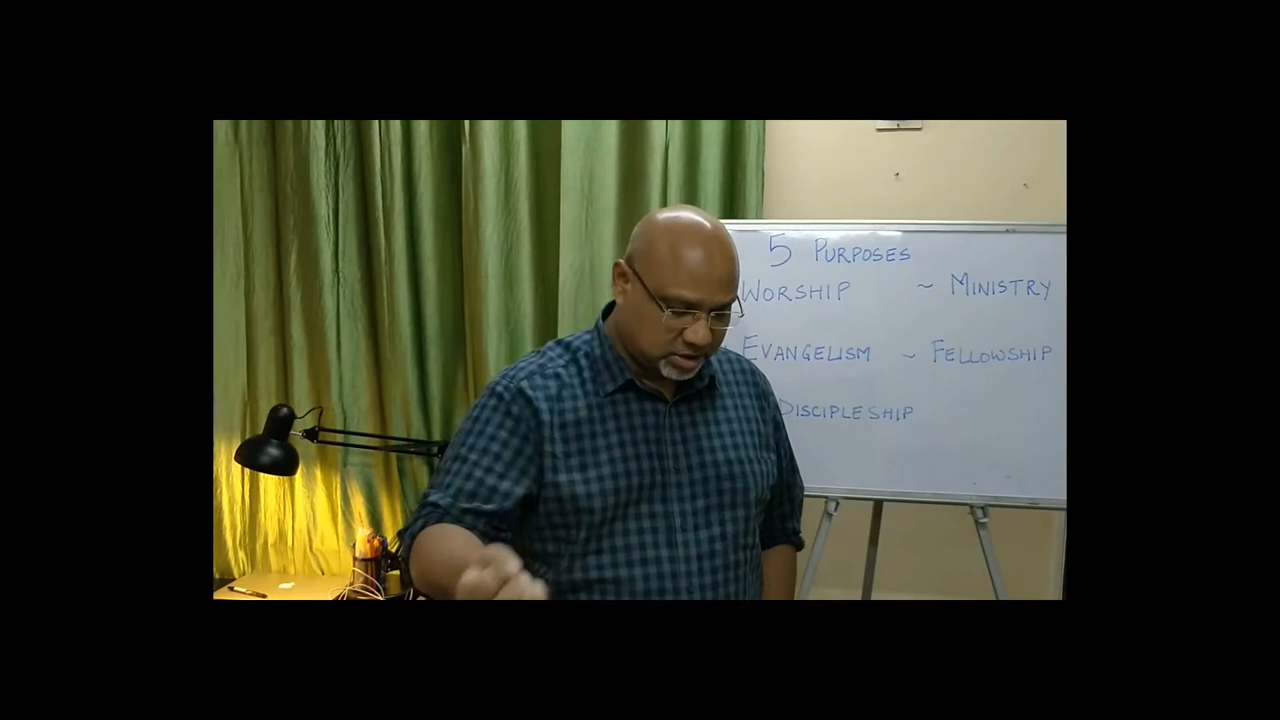 5 PURPOSES
WORSHIP ~ MINISTRY
EVANGELISM ~ FELLOWSHIP
DISCIPLESHIP